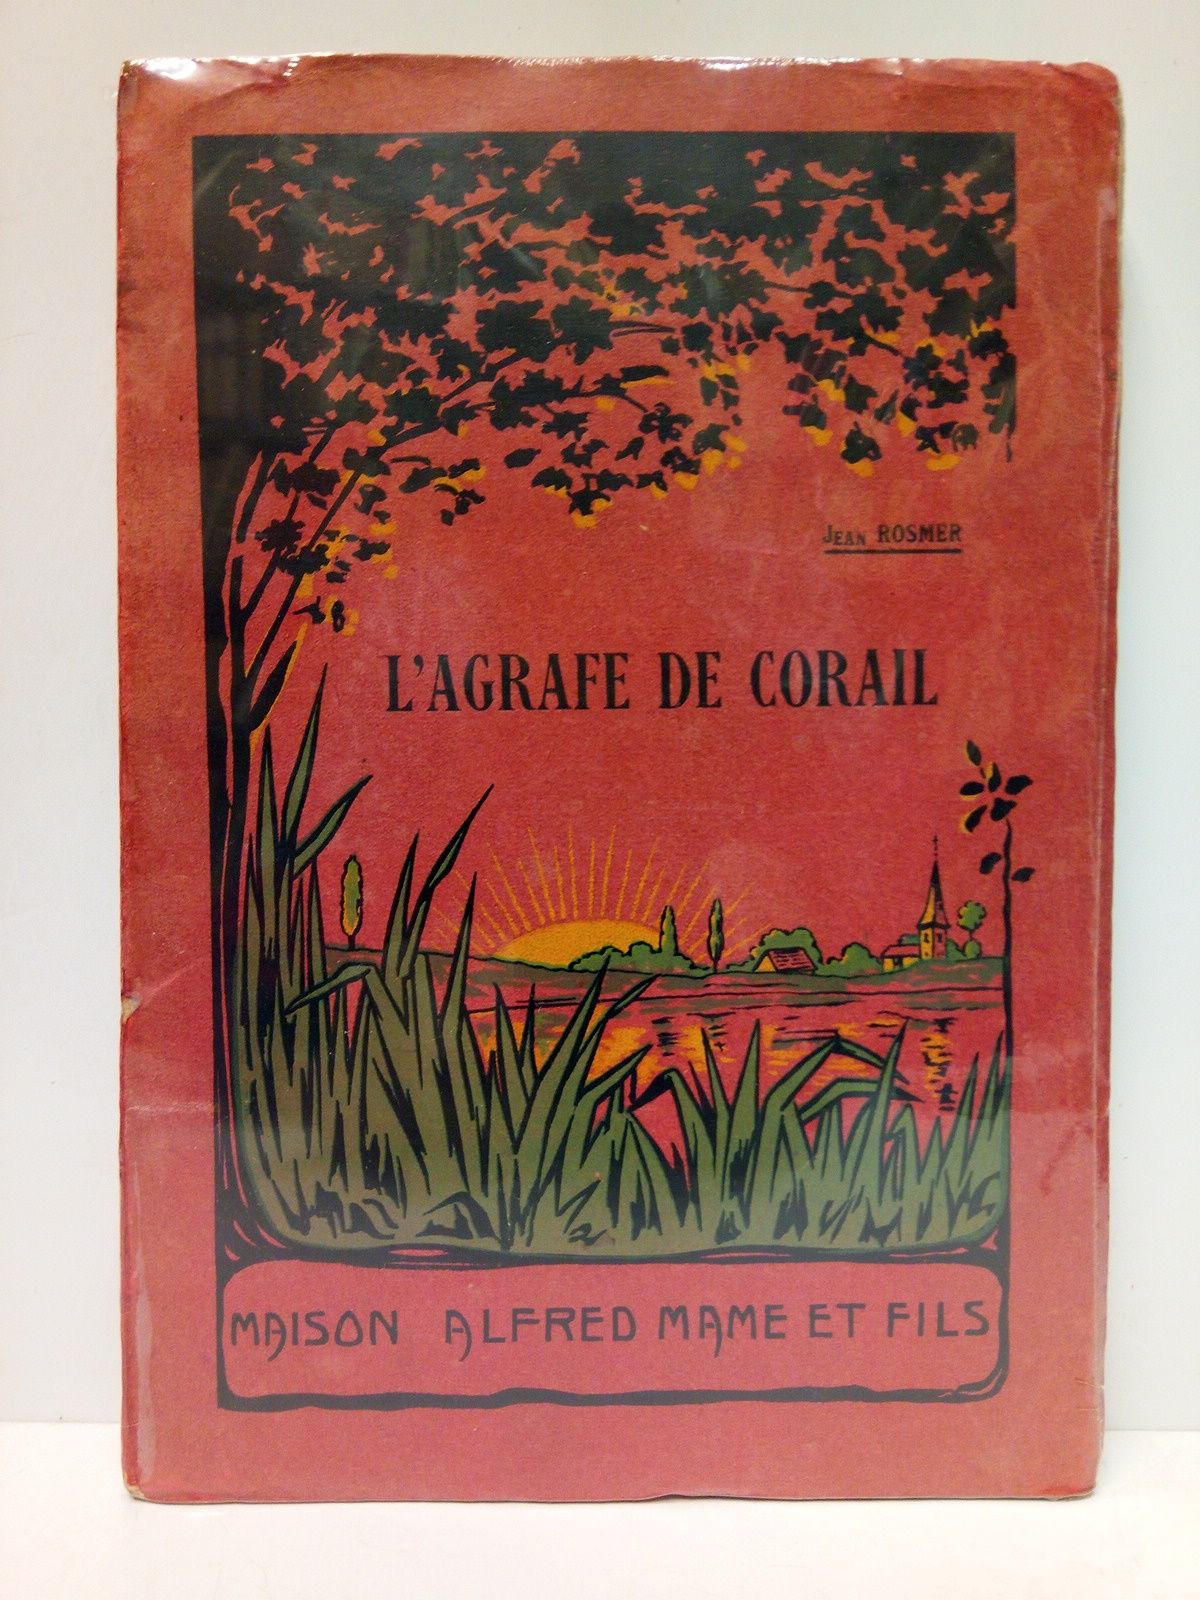 Jean ROSMER
L'AGRAFE DE CORAIL
MAISON ALFRED MAME ET FILS